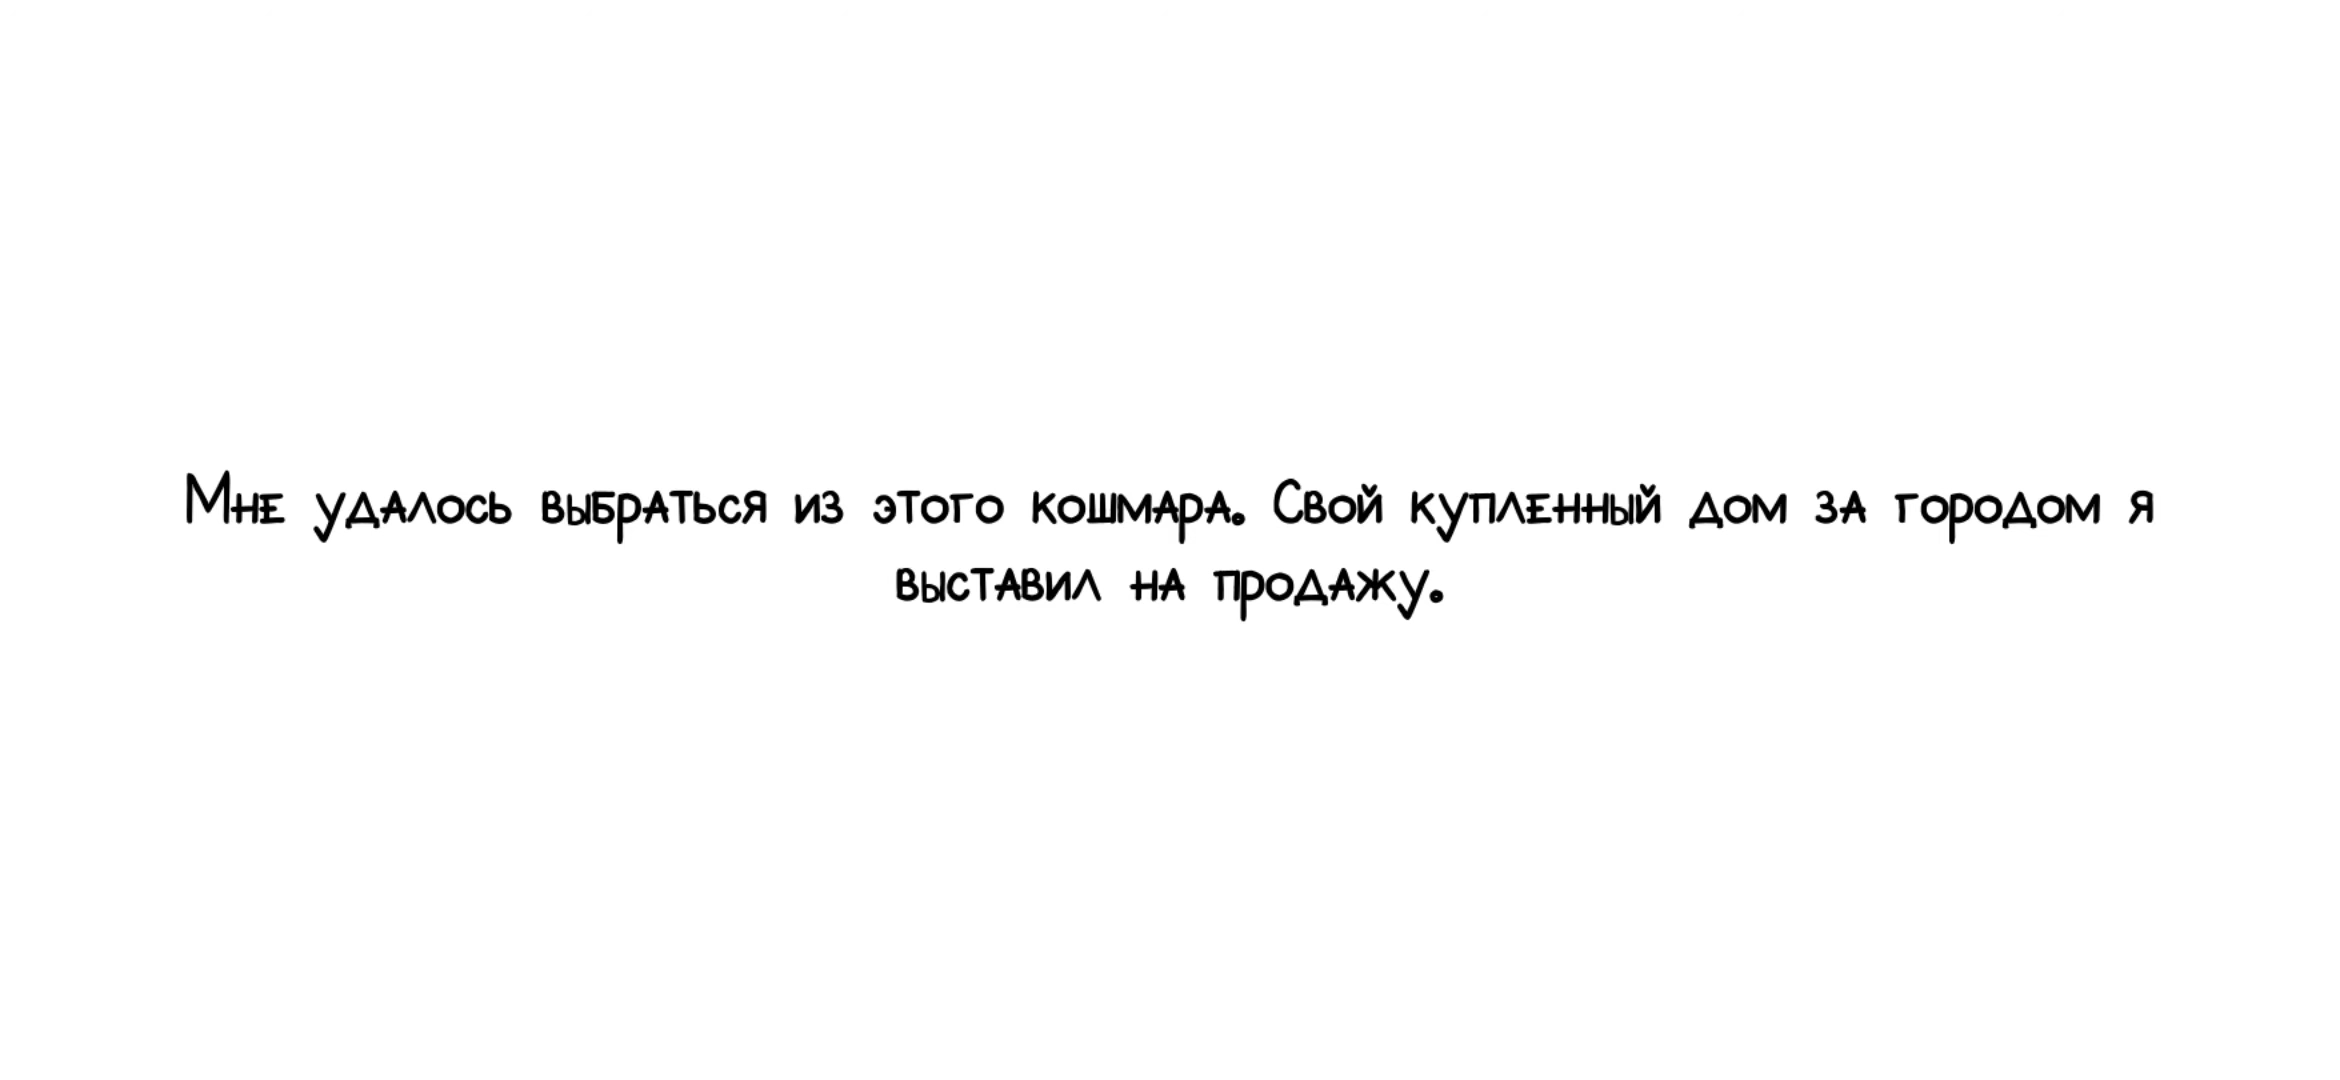 Мне удалось выбраться из этого кошмара. Свой купленный дом за городом я
выставил на продажу.